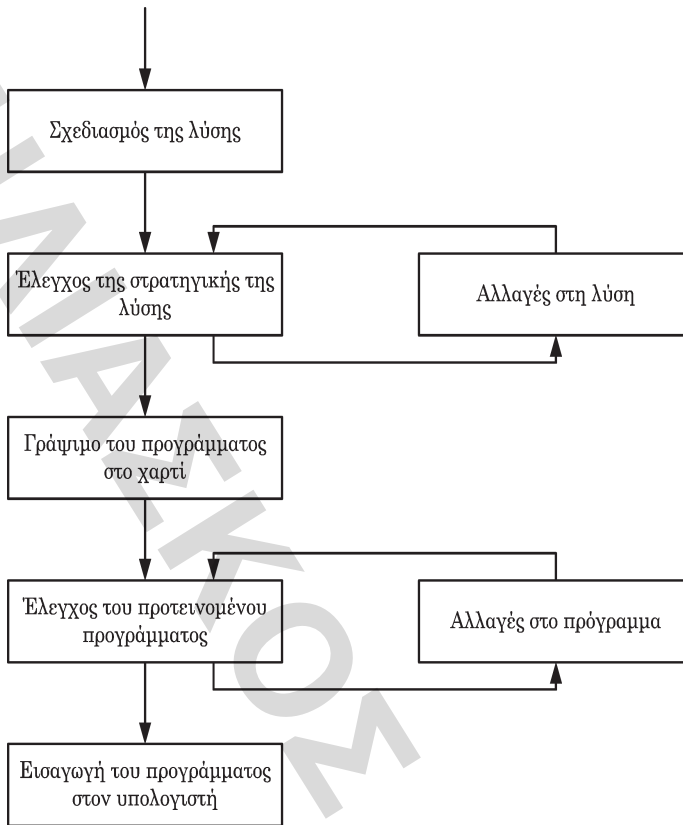 Σχεδιασμός της λύσης
Έλεγχος της στρατηγικής της
λύσης
Αλλαγές στη λύση
Γράψιμο του προγράμματος
στο χαρτί
Έλεγχος του προτεινομένου
προγράμματος
Αλλαγές στο πρόγραμμα
Εισαγωγή του προγράμματος
στον υπολογιστή